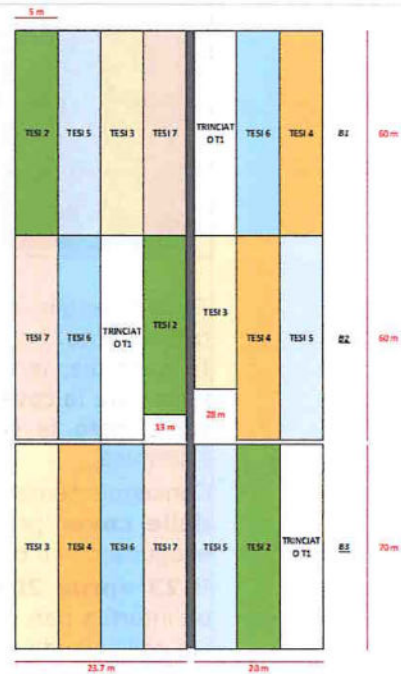 5 m
TESI 2
TESI 5
TESI 3
TESI 7
TRINCIAT
O T1
TESI 6
TESI 4
B1
60 m
TESI 7
TESI 6
TRINCIAT
O T1
TESI 2
TESI 3
TESI 4
TESI 5
B2
60 m
13 m
28 m
TESI 3
TESI 4
TESI 6
TESI 7
TESI 5
TESI 2
TRINCIAT
O T1
B3
70 m
23.7 m
20 m